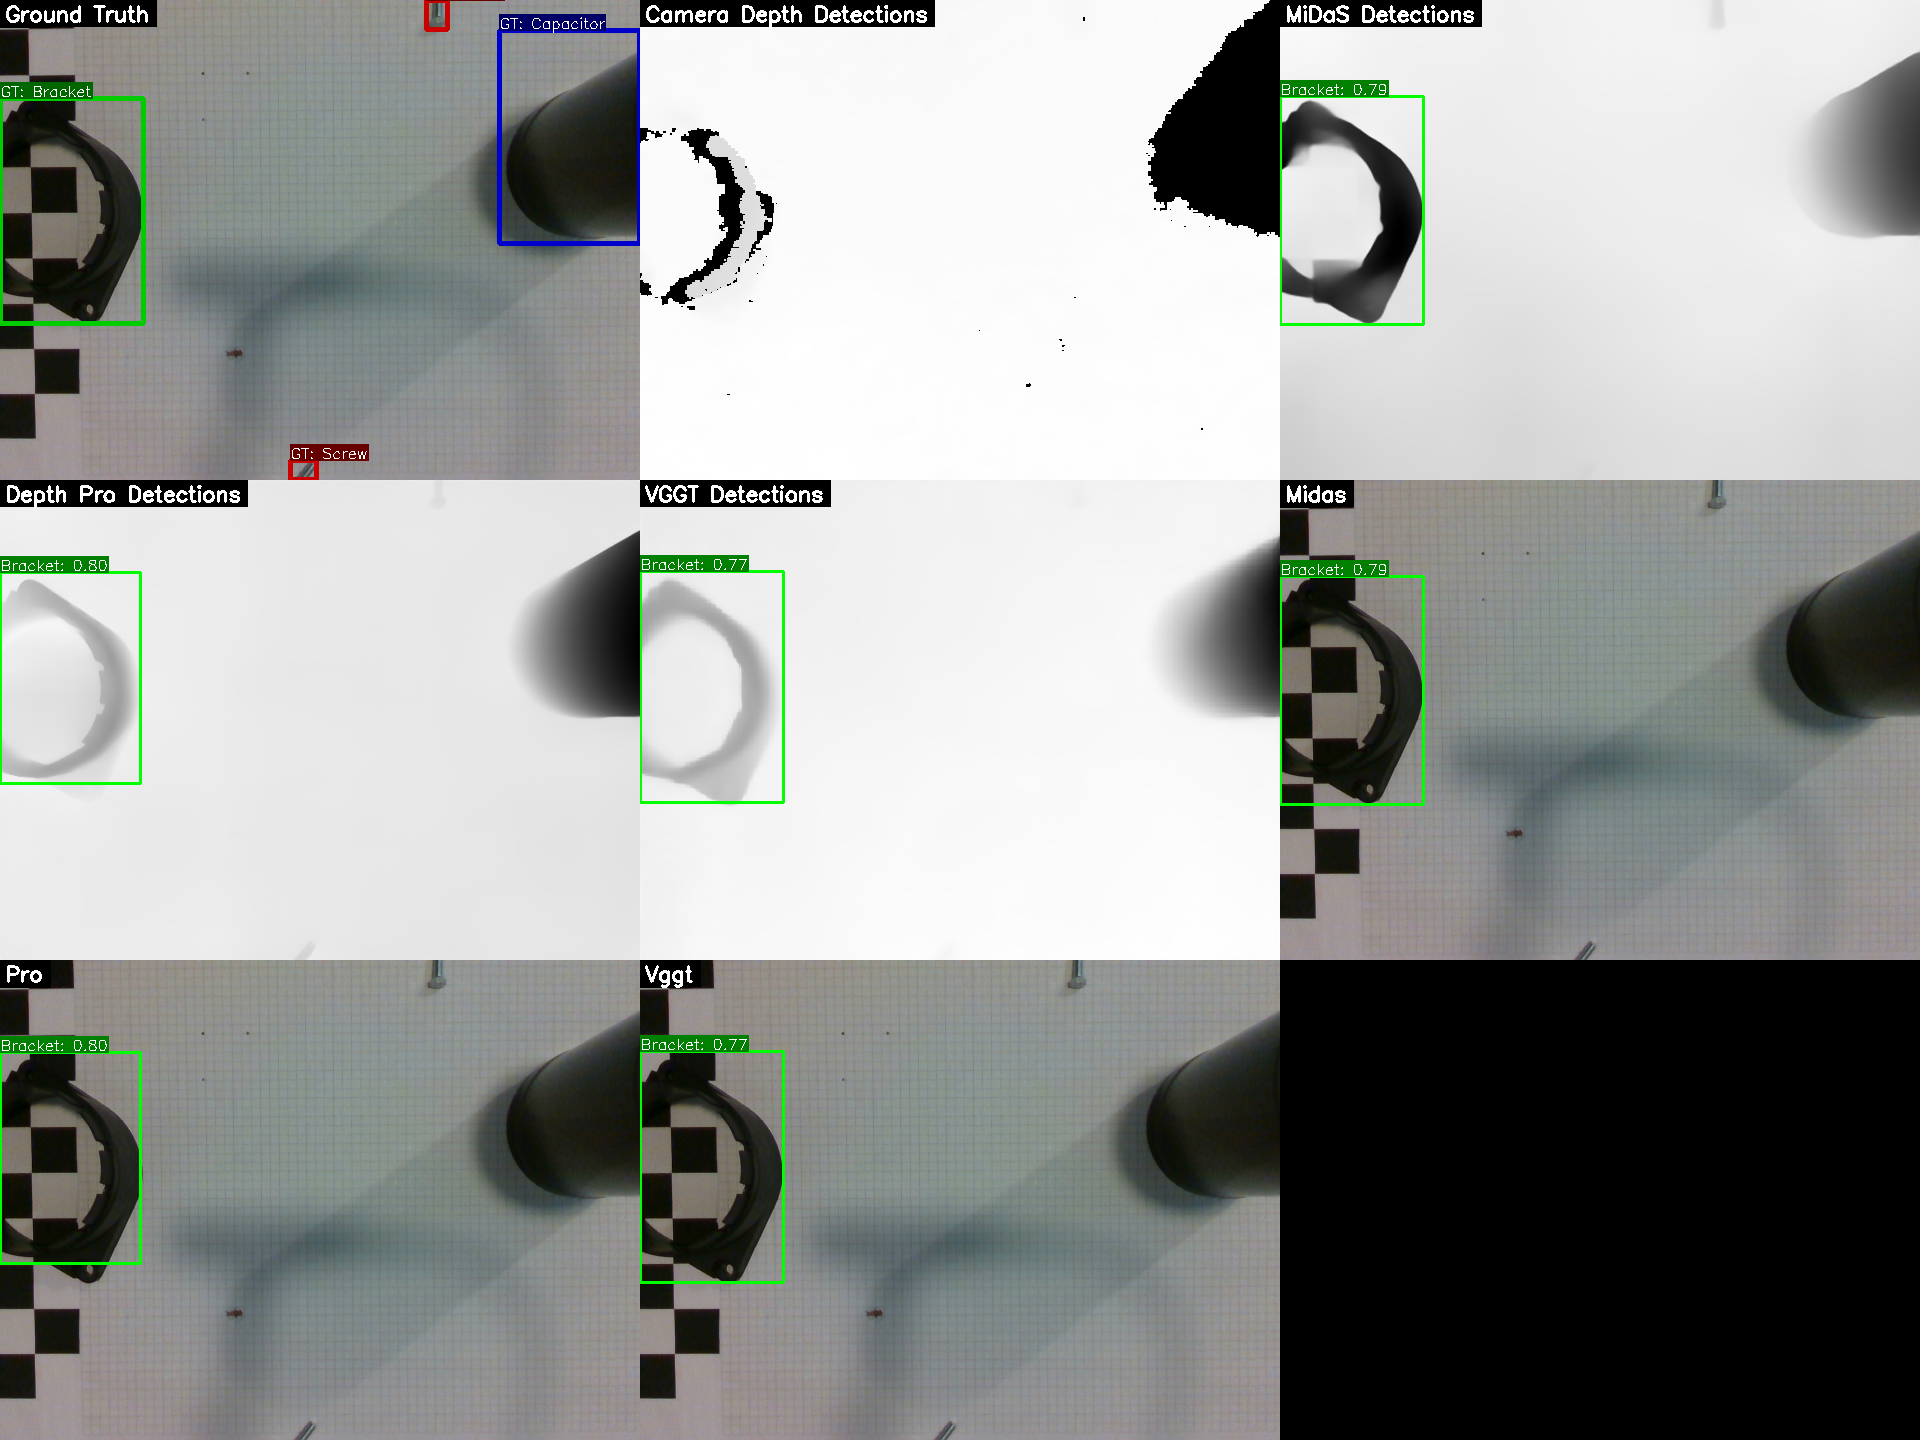 Ground Truth
GT: Capacitor
GT: Bracket
GT: Screw
Camera Depth Detections
MiDaS Detections
Bracket: 0.79
Depth Pro Detections
Bracket: 0.80
VGGT Detections
Bracket: 0.77
Midas
Bracket: 0.79
Pro
Bracket: 0.80
Vggt
Bracket: 0.77